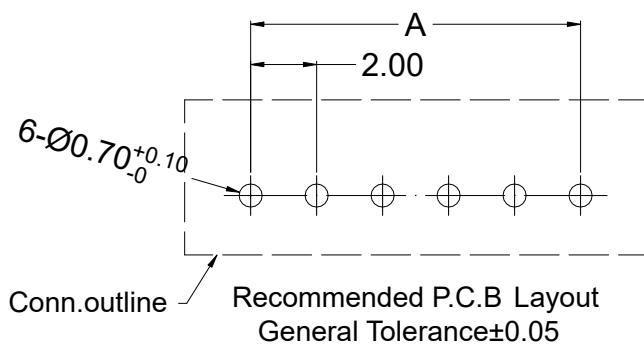 A
2.00
6-Ø0.70+0.10
-0
Conn.outline
Recommended P.C.B Layout
General Tolerance±0.05